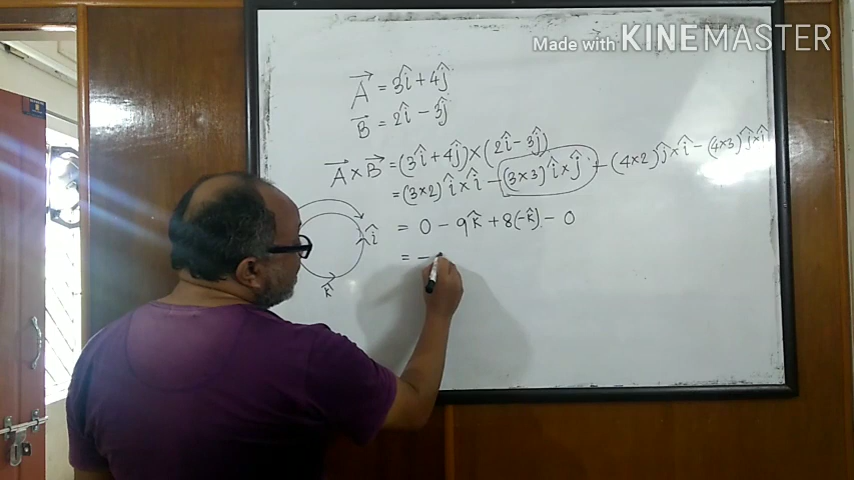 Made with KINEMASTER
A⃗ = 3î + 4ĵ
B⃗ = 2î − 3ĵ
A⃗ × B⃗ = (3î + 4ĵ) × (2î − 3ĵ)
= (3×2) î × î − (3×3) î × ĵ + (4×2) ĵ × î − (4×3) ĵ × ĵ
= 0 − 9k̂ + 8(−k̂) − 0
= −
î
k̂